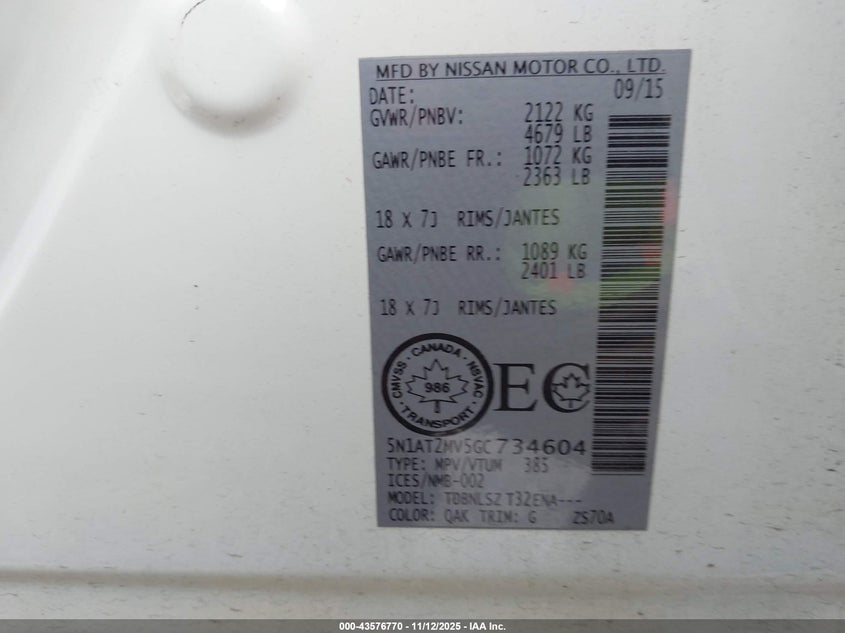 MFD BY NISSAN MOTOR CO., LTD.
DATE: 09/15
GVWR/PNBV: 2122 KG
4679 LB
GAWR/PNBE FR.: 1072 KG
2363 LB
18 X 7J RIMS/JANTES
GAWR/PNBE RR.: 1089 KG
2401 LB
18 X 7J RIMS/JANTES
CMVSS · CANADA · NSVAC
986
· TRANSPORT ·
EC
5N1AT2MV5GC734604
TYPE: MPV/VTUM 385
ICES/NMB-002
MODEL: TDBNLSZ T32ENA---
COLOR: QAK TRIM: G ZS70A
000-43576770 - 11/12/2025 - IAA Inc.